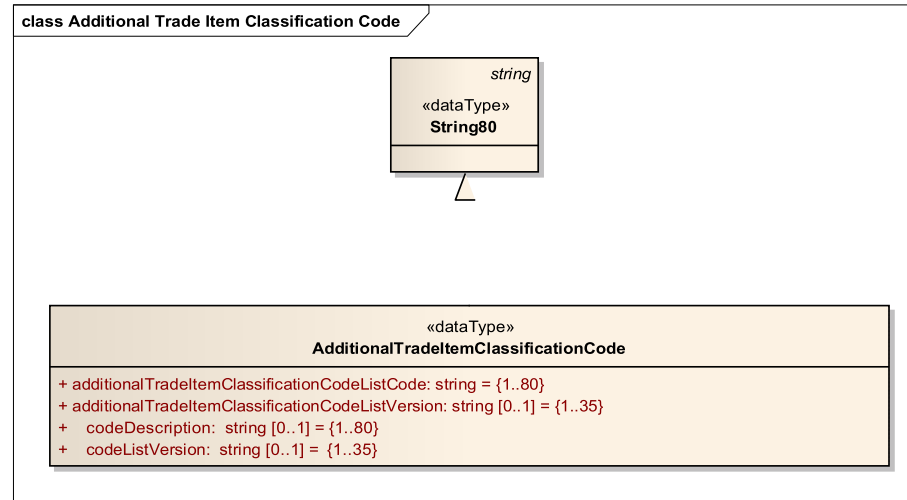 class Additional Trade Item Classification Code
string
«dataType»
String80
«dataType»
AdditionalTradeItemClassificationCode
+ additionalTradeItemClassificationCodeListCode: string = {1..80}
+ additionalTradeItemClassificationCodeListVersion: string [0..1] = {1..35}
+ codeDescription: string [0..1] = {1..80}
+ codeListVersion: string [0..1] = {1..35}